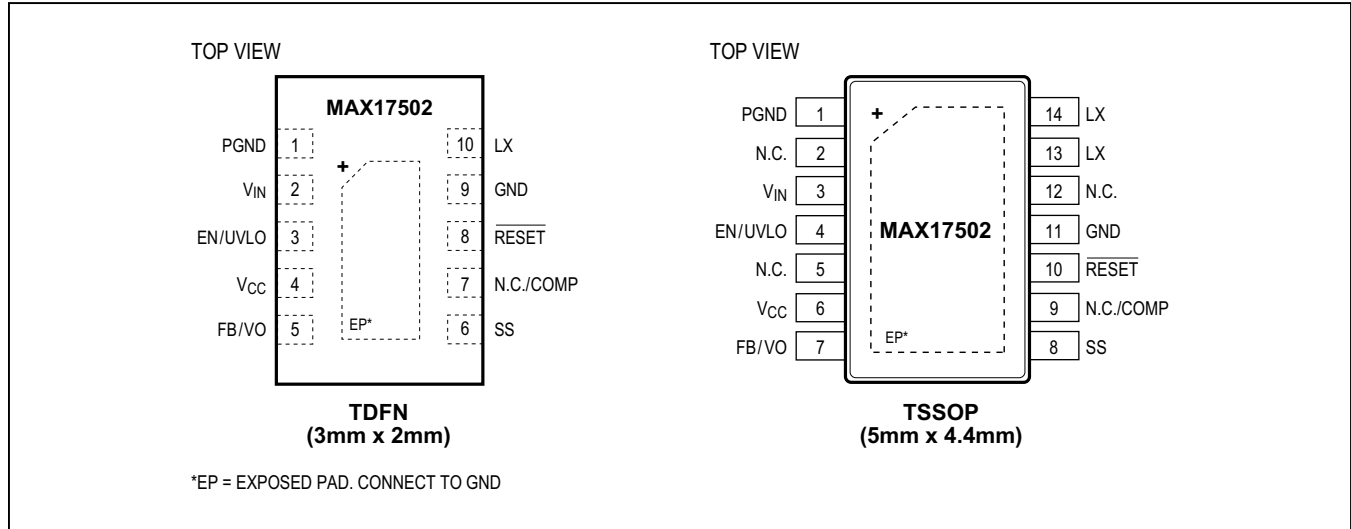 TOP VIEW
MAX17502
PGND 1
10 LX
+
VIN 2
9 GND
EN/UVLO 3
8 RESET
VCC 4
7 N.C./COMP
FB/VO 5
EP*
6 SS
TDFN
(3mm x 2mm)
TOP VIEW
PGND 1
+
14 LX
N.C. 2
13 LX
VIN 3
12 N.C.
EN/UVLO 4
MAX17502
11 GND
N.C. 5
10 RESET
VCC 6
9 N.C./COMP
FB/VO 7
EP*
8 SS
TSSOP
(5mm x 4.4mm)
*EP = EXPOSED PAD. CONNECT TO GND